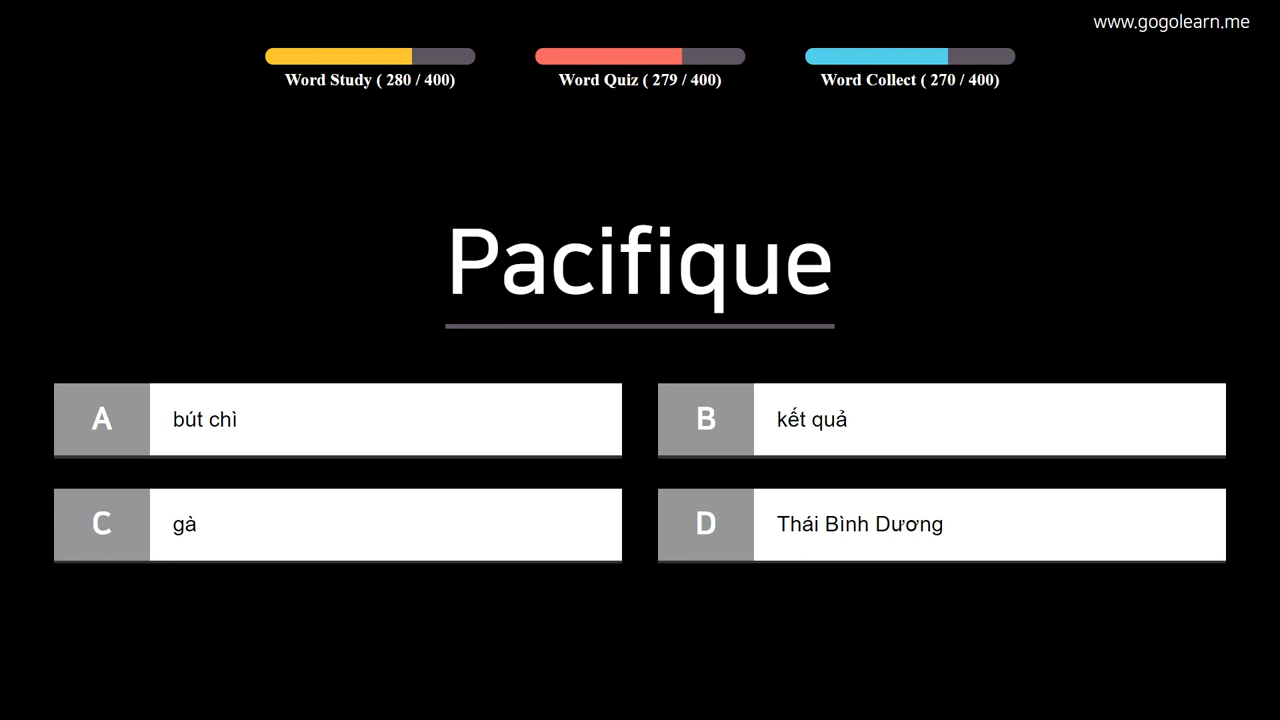 www.gogolearn.me
Word Study ( 280 / 400)
Word Quiz ( 279 / 400)
Word Collect ( 270 / 400)
Pacifique
A bút chì
B kết quả
C gà
D Thái Bình Dương